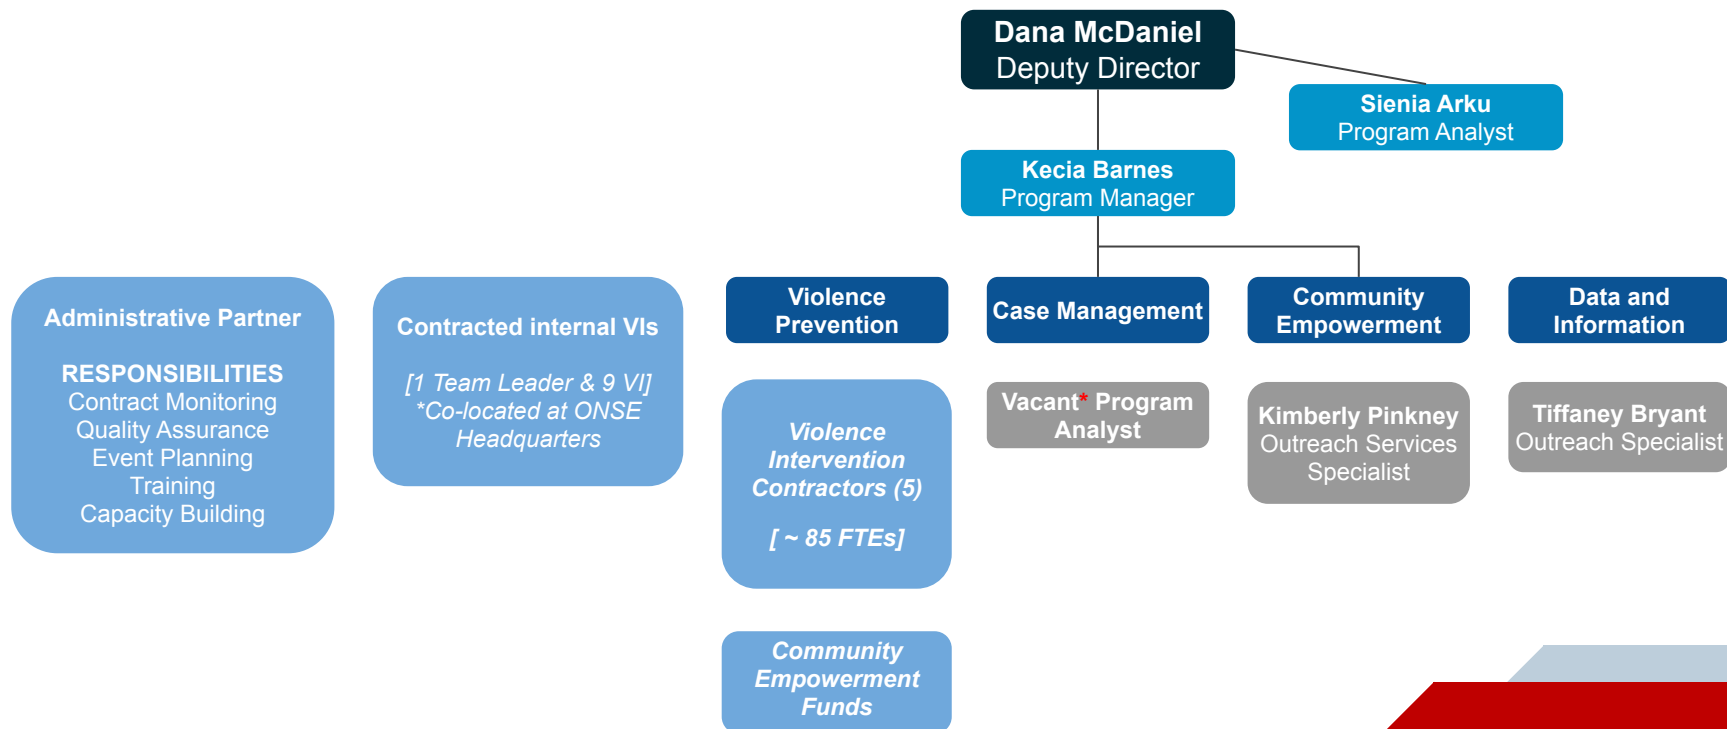 Dana McDaniel
Deputy Director
Sienia Arku
Program Analyst
Kecia Barnes
Program Manager
Administrative Partner
RESPONSIBILITIES
Contract Monitoring
Quality Assurance
Event Planning
Training
Capacity Building
Contracted internal VIs
[1 Team Leader & 9 VI]
*Co-located at ONSE
Headquarters
Violence
Prevention
Violence
Intervention
Contractors (5)
[ ~ 85 FTEs]
Community
Empowerment
Funds
Case Management
Vacant* Program
Analyst
Community
Empowerment
Kimberly Pinkney
Outreach Services
Specialist
Data and
Information
Tiffaney Bryant
Outreach Specialist